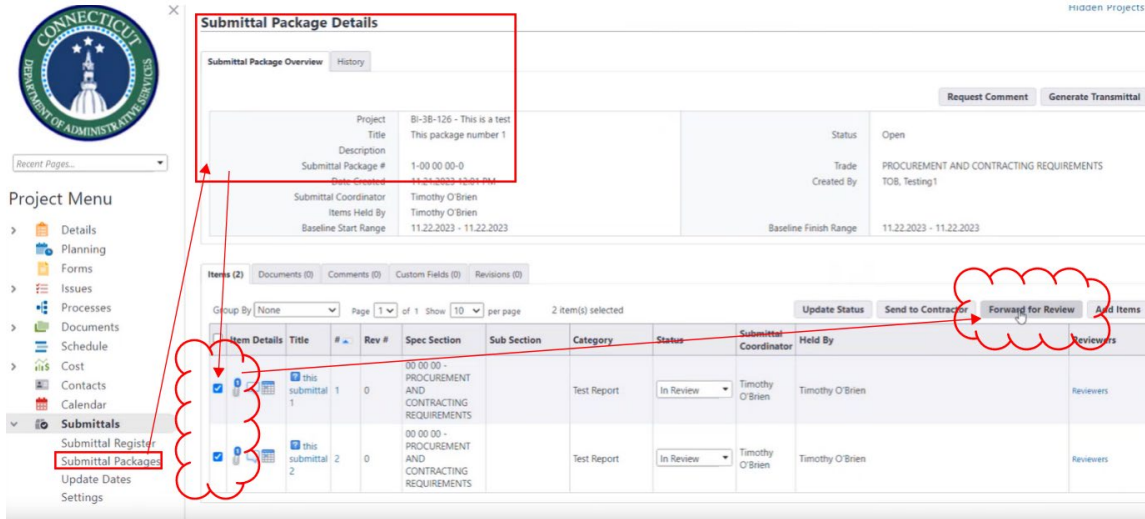 CONNECTICUT
DEPARTMENT OF ADMINISTRATIVE SERVICES
Hidden Projects
Submittal Package Details
Submittal Package Overview History
Request Comment Generate Transmittal
Project BI-3B-126 - This is a test
Title This package number 1 Status Open
Description
Submittal Package # 1-00 00 00-0 Trade PROCUREMENT AND CONTRACTING REQUIREMENTS
Date Created 11.21.2023 12:01 PM Created By TOB, Testing1
Submittal Coordinator Timothy O'Brien
Items Held By Timothy O'Brien
Baseline Start Range 11.22.2023 - 11.22.2023 Baseline Finish Range 11.22.2023 - 11.22.2023
Recent Pages...
Project Menu
Details
Planning
Forms
Issues
Processes
Documents
Schedule
Cost
Contacts
Calendar
Submittals
Submittal Register
Submittal Packages
Update Dates
Settings
Items (2) Documents (0) Comments (0) Custom Fields (0) Revisions (0)
Group By None Page 1 of 1 Show 10 per page 2 item(s) selected Update Status Send to Contractor Forward for Review Add Items
Item Details Title # Rev # Spec Section Sub Section Category Status Submittal Coordinator Held By Reviewers
0 this submittal 1 1 0 00 00 00 - PROCUREMENT AND CONTRACTING REQUIREMENTS Test Report In Review Timothy O'Brien Timothy O'Brien Reviewers
0 this submittal 2 2 0 00 00 00 - PROCUREMENT AND CONTRACTING REQUIREMENTS Test Report In Review Timothy O'Brien Timothy O'Brien Reviewers